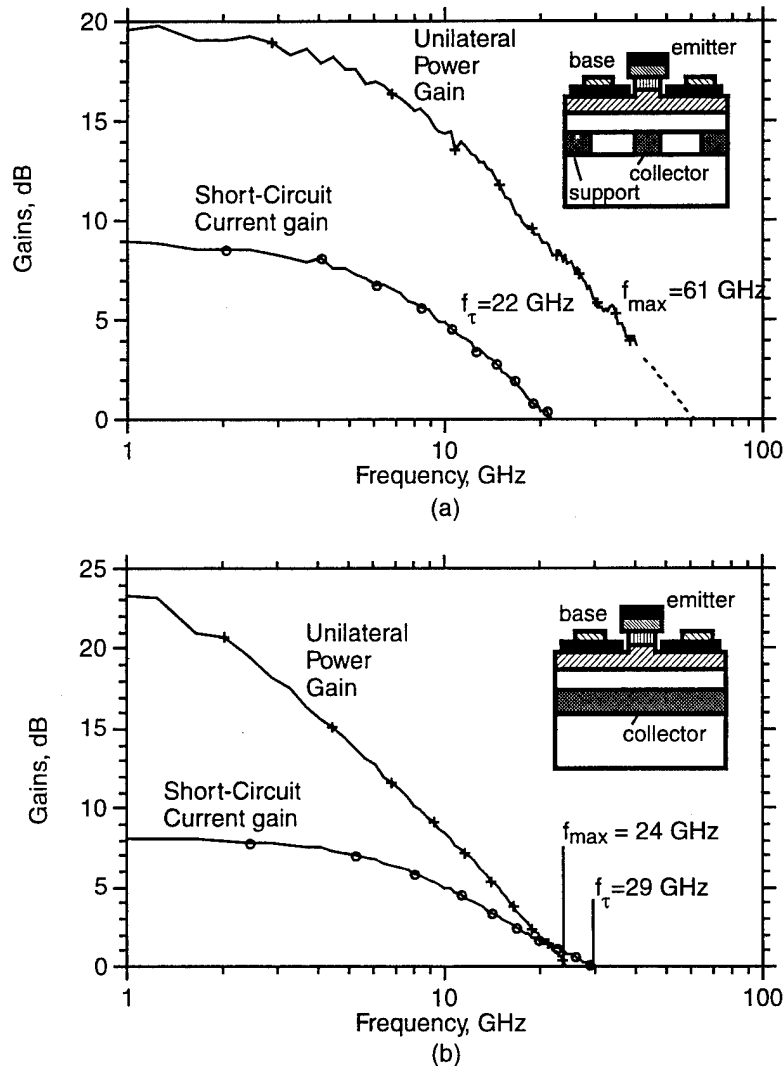 (a)
20
15
10
5
0
Gains, dB
Unilateral
Power
Gain
Short-Circuit
Current gain
fτ=22 GHz
fmax=61 GHz
base
emitter
collector
support
1
10
100
Frequency, GHz
(a)
25
20
15
10
5
0
Gains, dB
Unilateral
Power
Gain
Short-Circuit
Current gain
base
emitter
collector
fmax = 24 GHz
fτ=29 GHz
1
10
100
Frequency, GHz
(b)